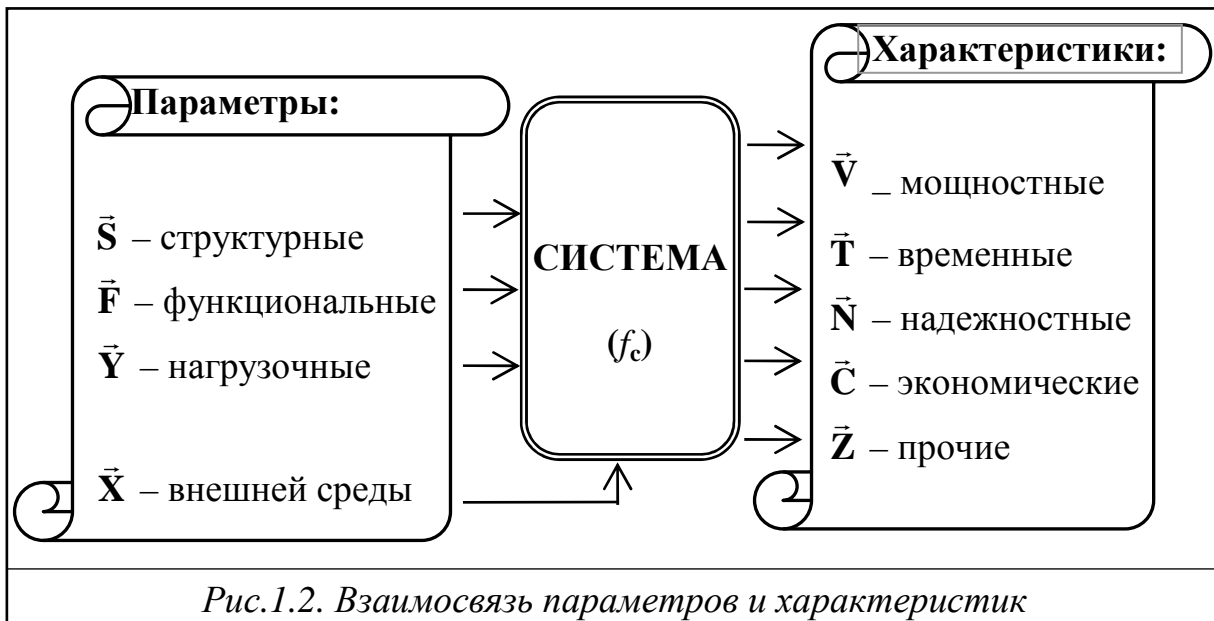 Параметры:
S⃗ – структурные
F⃗ – функциональные
Y⃗ – нагрузочные
X⃗ – внешней среды
СИСТЕМА
(fс)
Характеристики:
V⃗ – мощностные
T⃗ – временные
N⃗ – надежностные
C⃗ – экономические
Z⃗ – прочие
Рис.1.2. Взаимосвязь параметров и характеристик